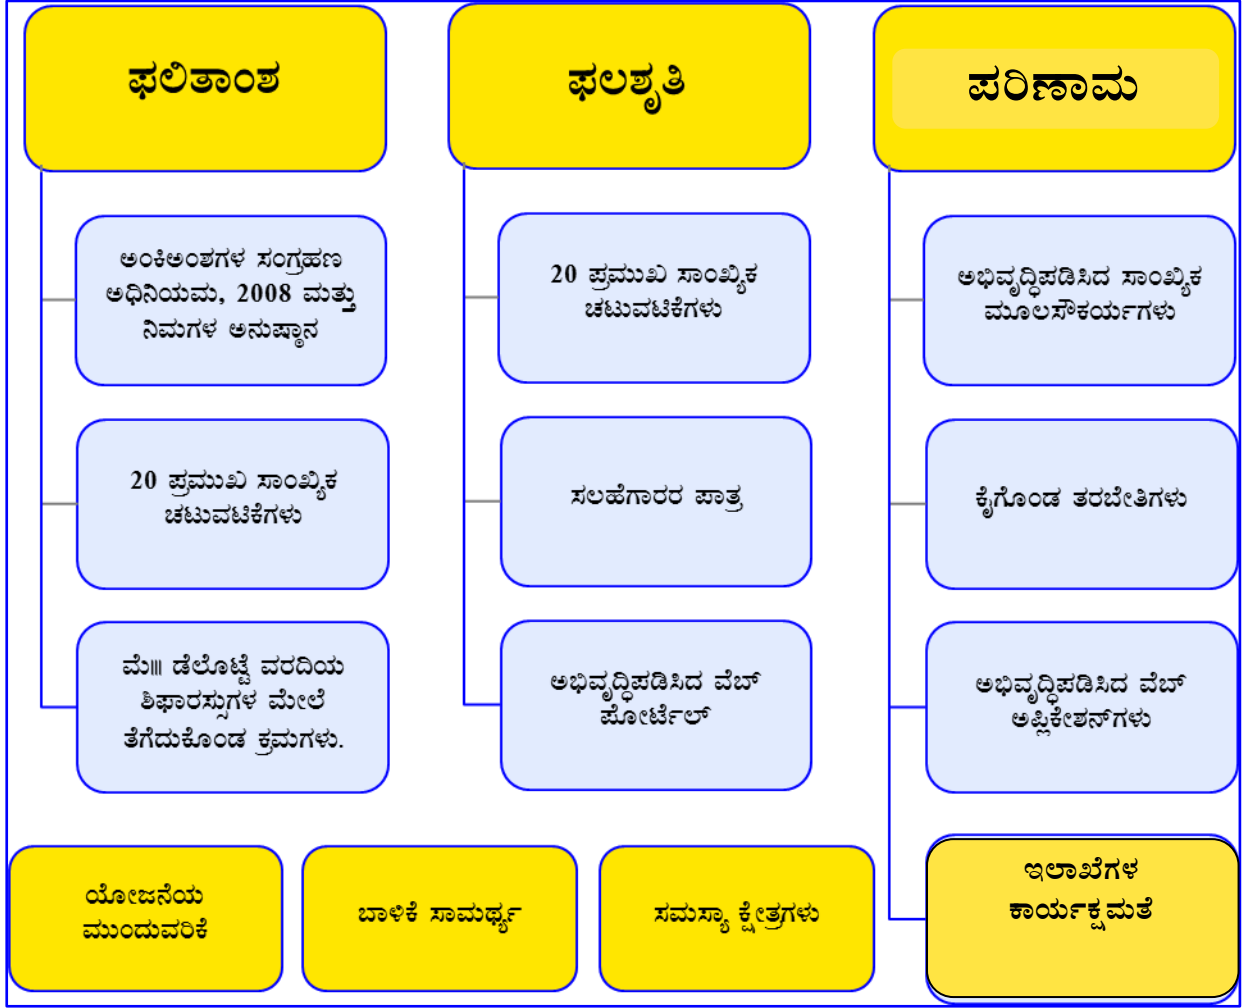 ಫಲಿತಾಂಶ
ಅಂಕಿಅಂಶಗಳ ಸಂಗ್ರಹಣ
ಅಧಿನಿಯಮ, 2008 ಮತ್ತು
ನಿಮಗಳ ಅನುಷ್ಠಾನ
20 ಪ್ರಮುಖ ಸಾಂಖ್ಯಿಕ
ಚಟುವಟಿಕೆಗಳು
ಮೆ॥। ಡೆಲೊಟ್ಟೆ ವರದಿಯ
ಶಿಫಾರಸ್ಸುಗಳ ಮೇಲೆ
ತೆಗೆದುಕೊಂಡ ಕ್ರಮಗಳು.
ಫಲಶೃತಿ
20 ಪ್ರಮುಖ ಸಾಂಖ್ಯಿಕ
ಚಟುವಟಿಕೆಗಳು
ಸಲಹೆಗಾರರ ಪಾತ್ರ
ಅಭಿವೃದ್ಧಿಪಡಿಸಿದ ವೆಬ್
ಪೋರ್ಟೆಲ್
ಪರಿಣಾಮ
ಅಭಿವೃದ್ಧಿಪಡಿಸಿದ ಸಾಂಖ್ಯಿಕ
ಮೂಲಸೌಕರ್ಯಗಳು
ಕೈಗೊಂಡ ತರಬೇತಿಗಳು
ಅಭಿವೃದ್ಧಿಪಡಿಸಿದ ವೆಬ್
ಅಪ್ಲಿಕೇಶನ್‌ಗಳು
ಇಲಾಖೆಗಳ
ಕಾರ್ಯಕ್ಷಮತೆ
ಯೋಜನೆಯ
ಮುಂದುವರಿಕೆ
ಬಾಳಿಕೆ ಸಾಮರ್ಥ್ಯ
ಸಮಸ್ಯಾ ಕ್ಷೇತ್ರಗಳು